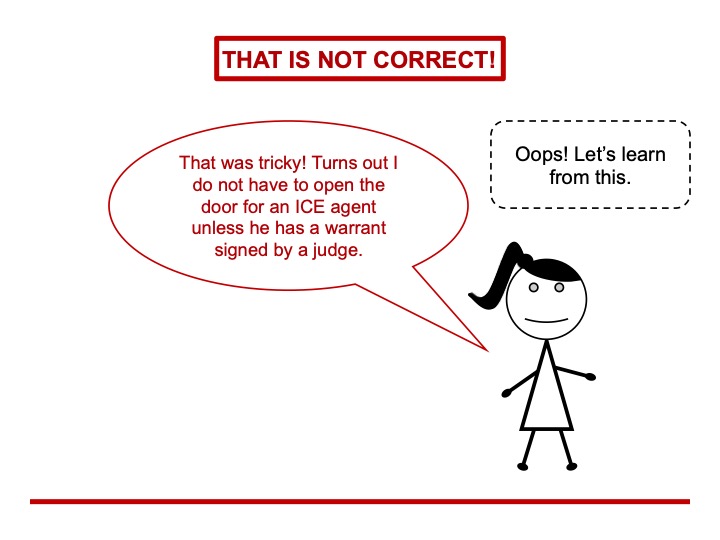 THAT IS NOT CORRECT!
That was tricky! Turns out I
do not have to open the
door for an ICE agent
unless he has a warrant
signed by a judge.
Oops! Let’s learn
from this.